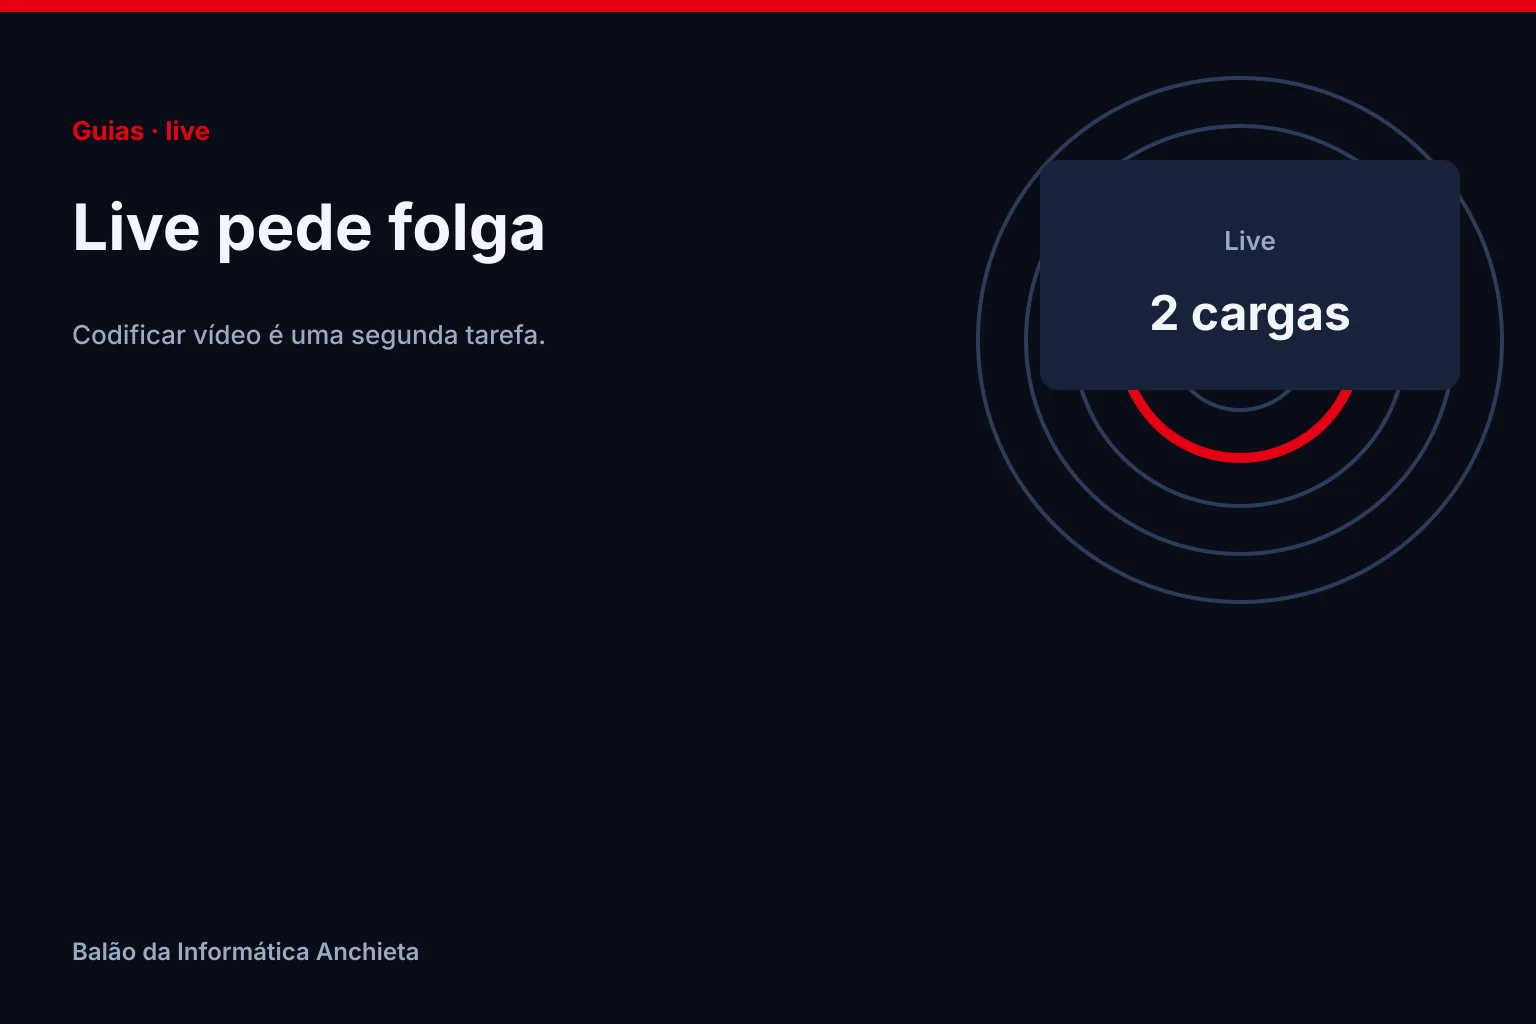 Guias · live
Live pede folga
Codificar vídeo é uma segunda tarefa.
Live
2 cargas
Balão da Informática Anchieta